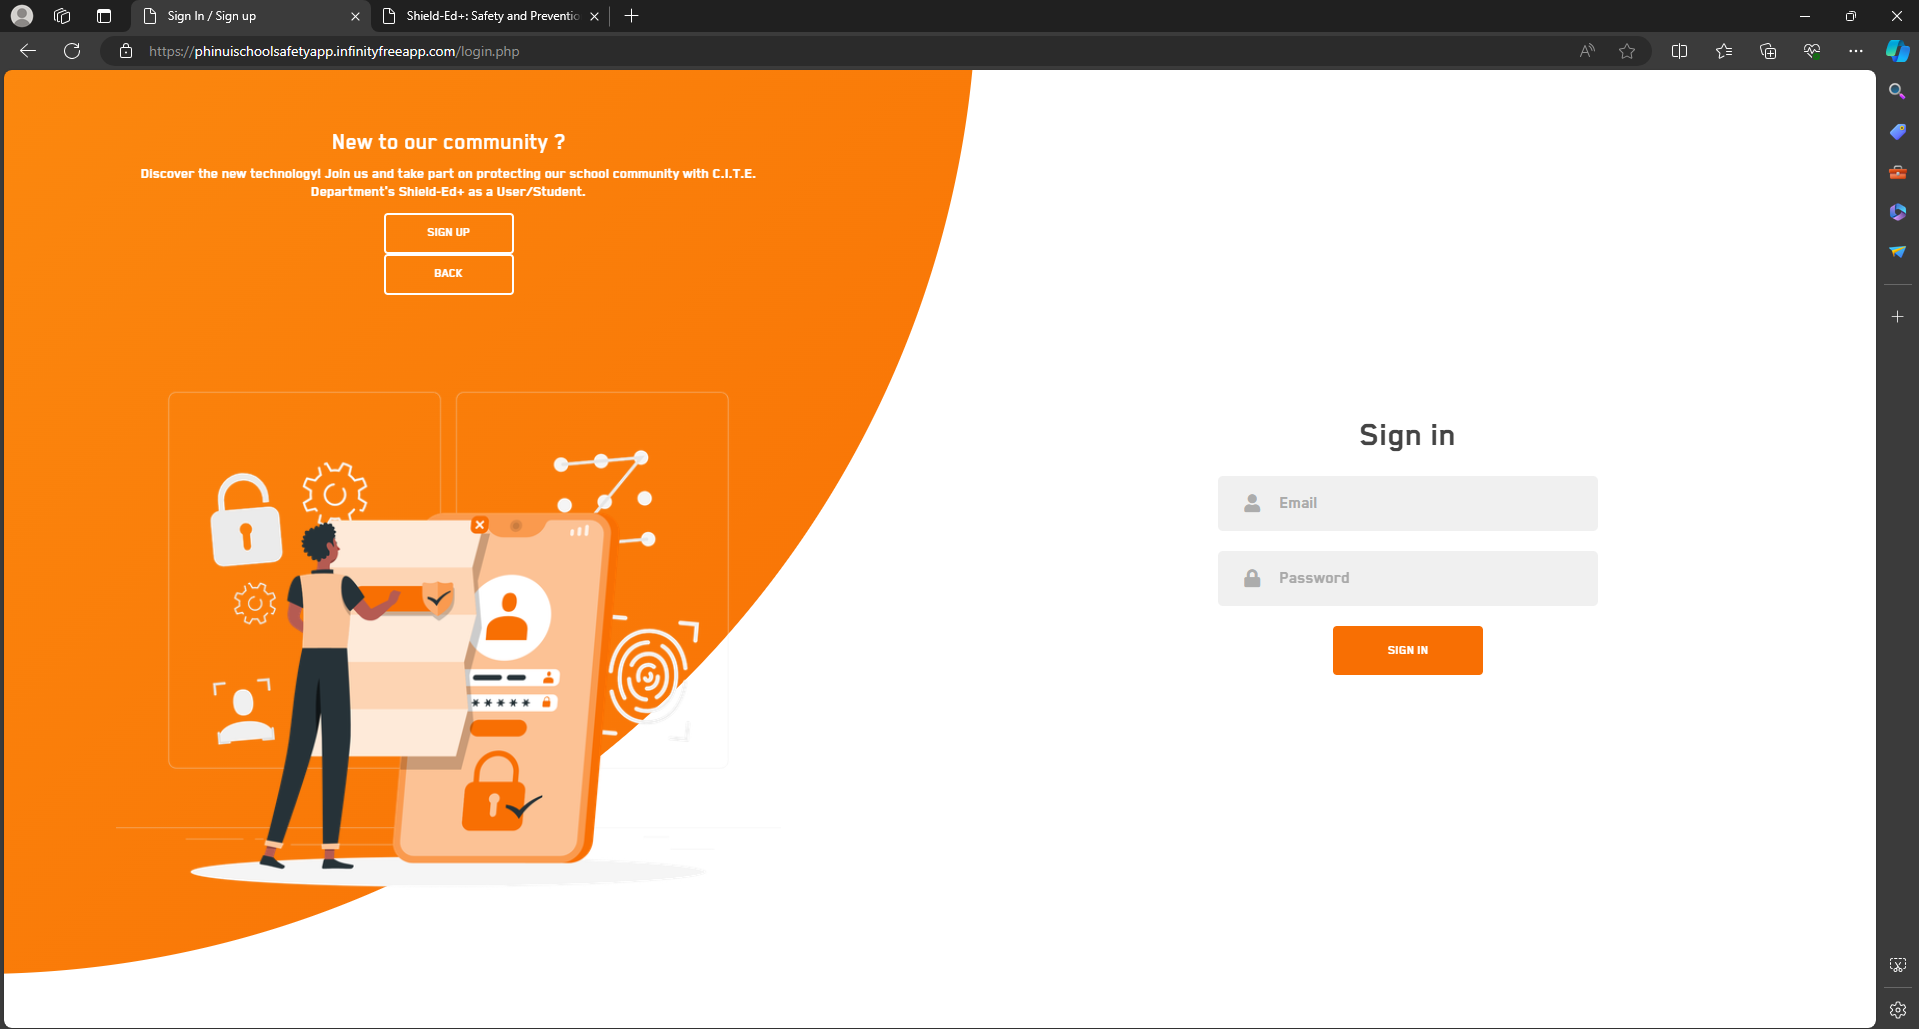 Sign In / Sign up
Shield-Ed+: Safety and Preventio
https://phinuischoolsafetyapp.infinityfreeapp.com/login.php
New to our community ?
Discover the new technology! Join us and take part on protecting our school community with C.I.T.E.
Department's Shield-Ed+ as a User/Student.
SIGN UP
BACK
Sign in
Email
Password
SIGN IN